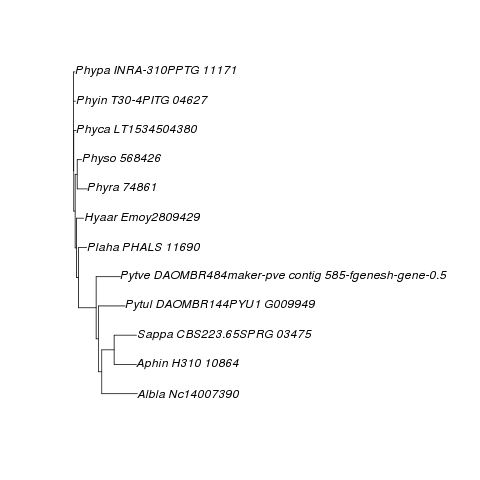 Phypa INRA-310PPTG 11171
Phyin T30-4PITG 04627
Phyca LT1534504380
Physo 568426
Phyra 74861
Hyaar Emoy2809429
Plaha PHALS 11690
Pytve DAOMBR484maker-pve contig 585-fgenesh-gene-0.5
Pytul DAOMBR144PYU1 G009949
Sappa CBS223.65SPRG 03475
Aphin H310 10864
Albla Nc14007390